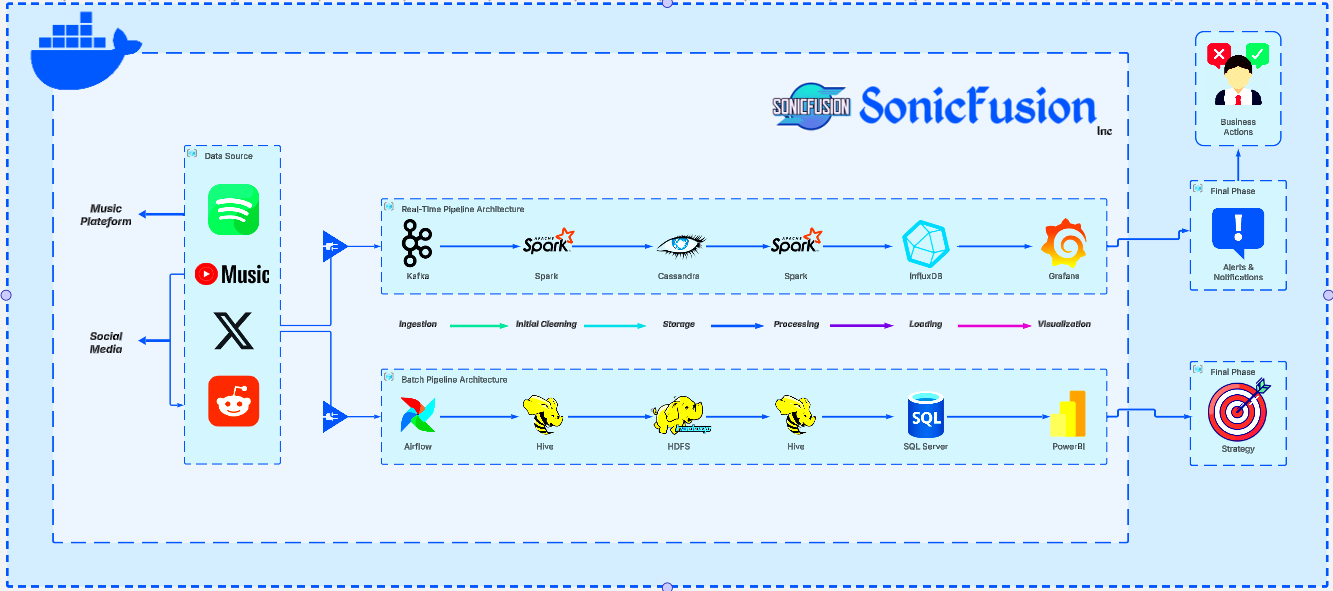 SONICFUSION
SonicFusion
Inc
Business
Actions
Data Source
Music
Plateform
Music
Social
Media
Real-Time Pipeline Architecture
APACHE
Spark
APACHE
Spark
Kafka
Spark
Cassandra
Spark
InfluxDB
Grafana
Ingestion
Initial Cleaning
Storage
Processing
Loading
Visualization
Batch Pipeline Architecture
SQL
Airflow
Hive
HDFS
Hive
SQL Server
PowerBI
Final Phase
Alerts &
Notifications
Final Phase
Strategy